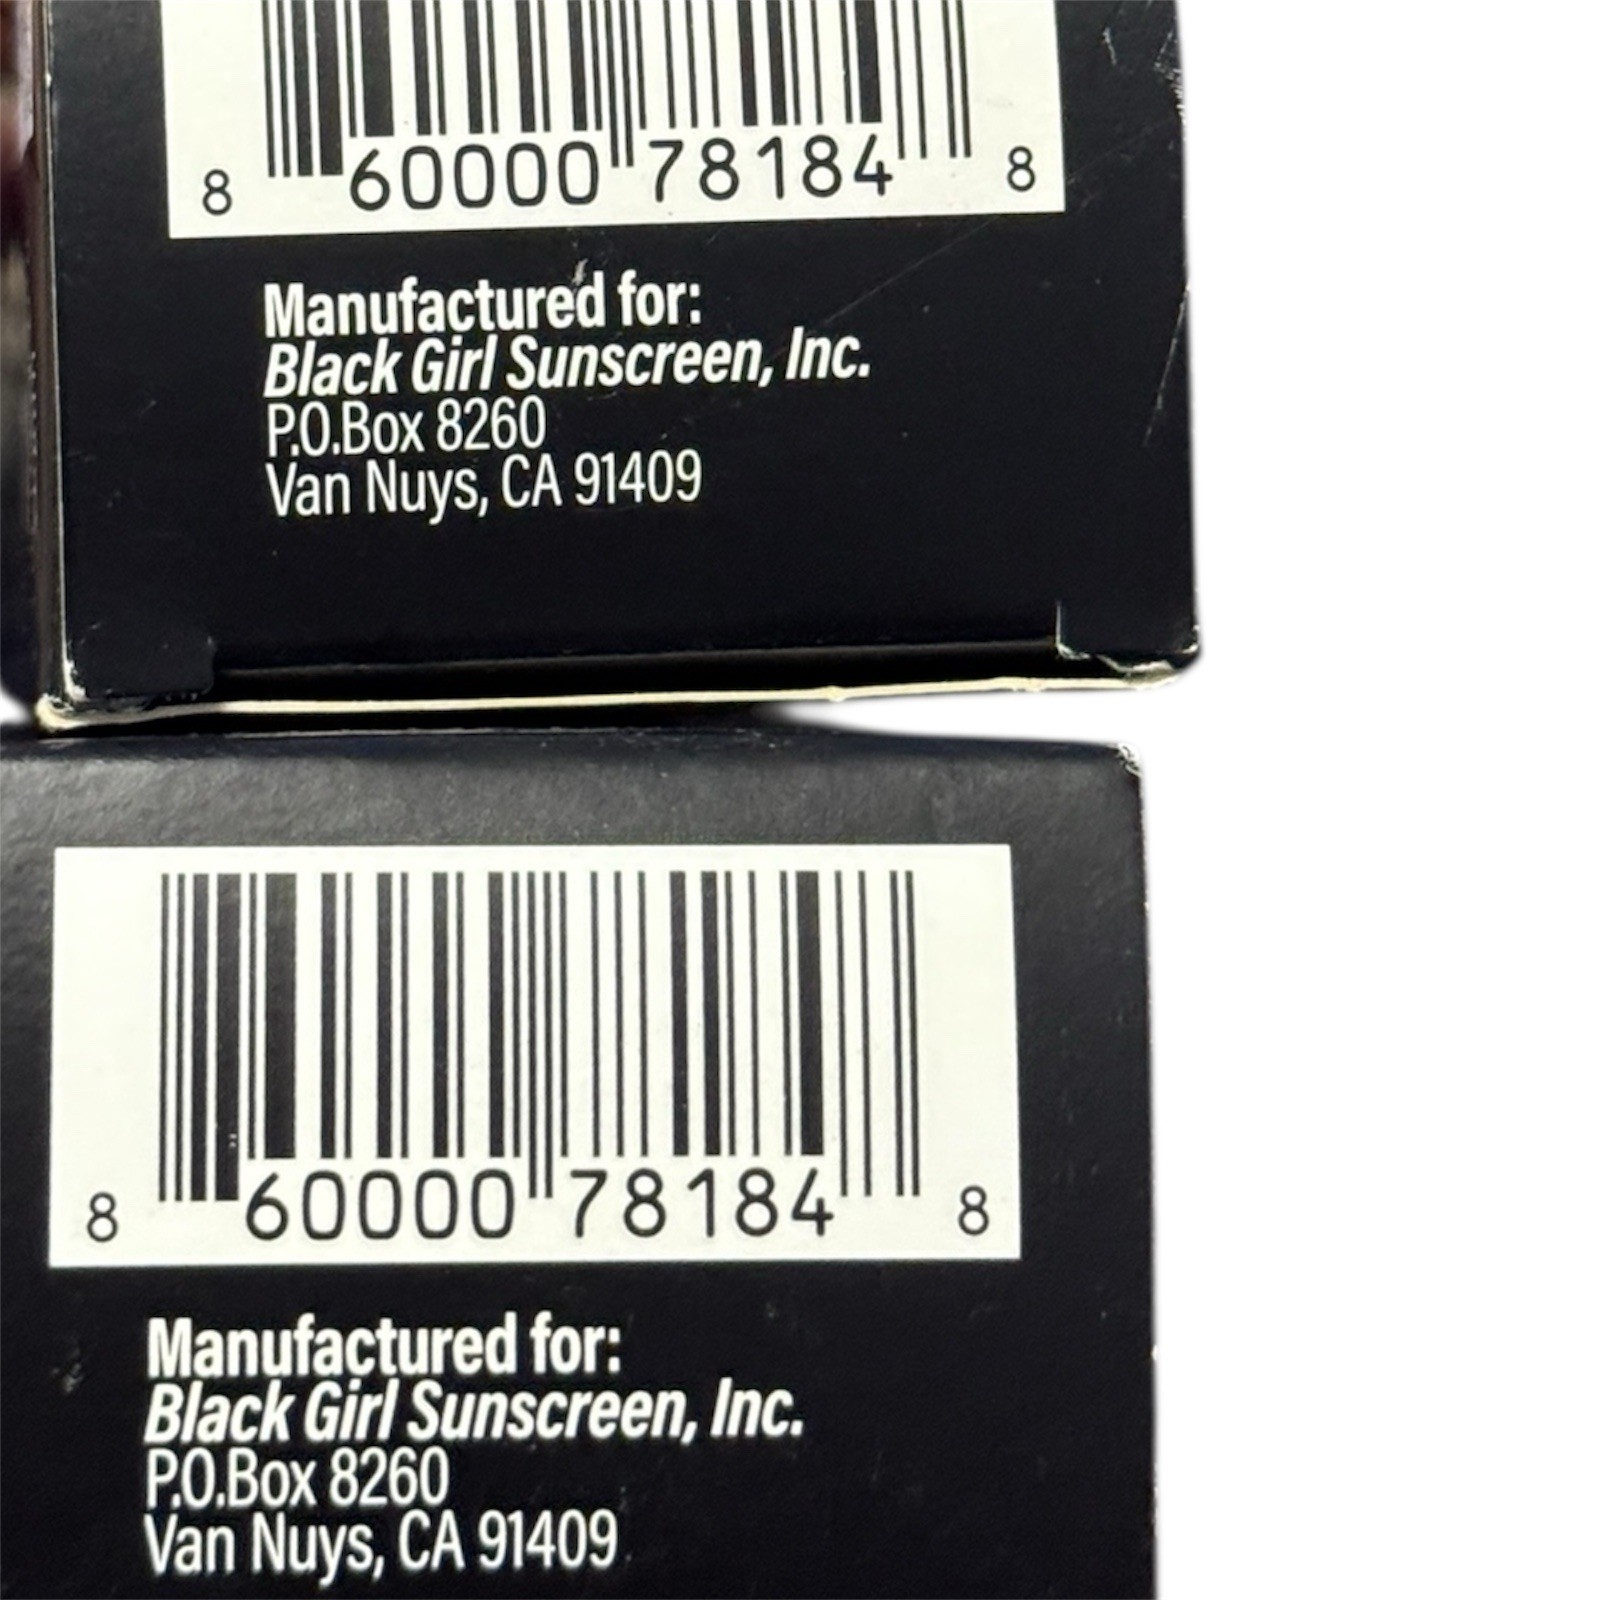 8 60000 78184 8
Manufactured for:
Black Girl Sunscreen, Inc.
P.O.Box 8260
Van Nuys, CA 91409
8 60000 78184 8
Manufactured for:
Black Girl Sunscreen, Inc.
P.O.Box 8260
Van Nuys, CA 91409